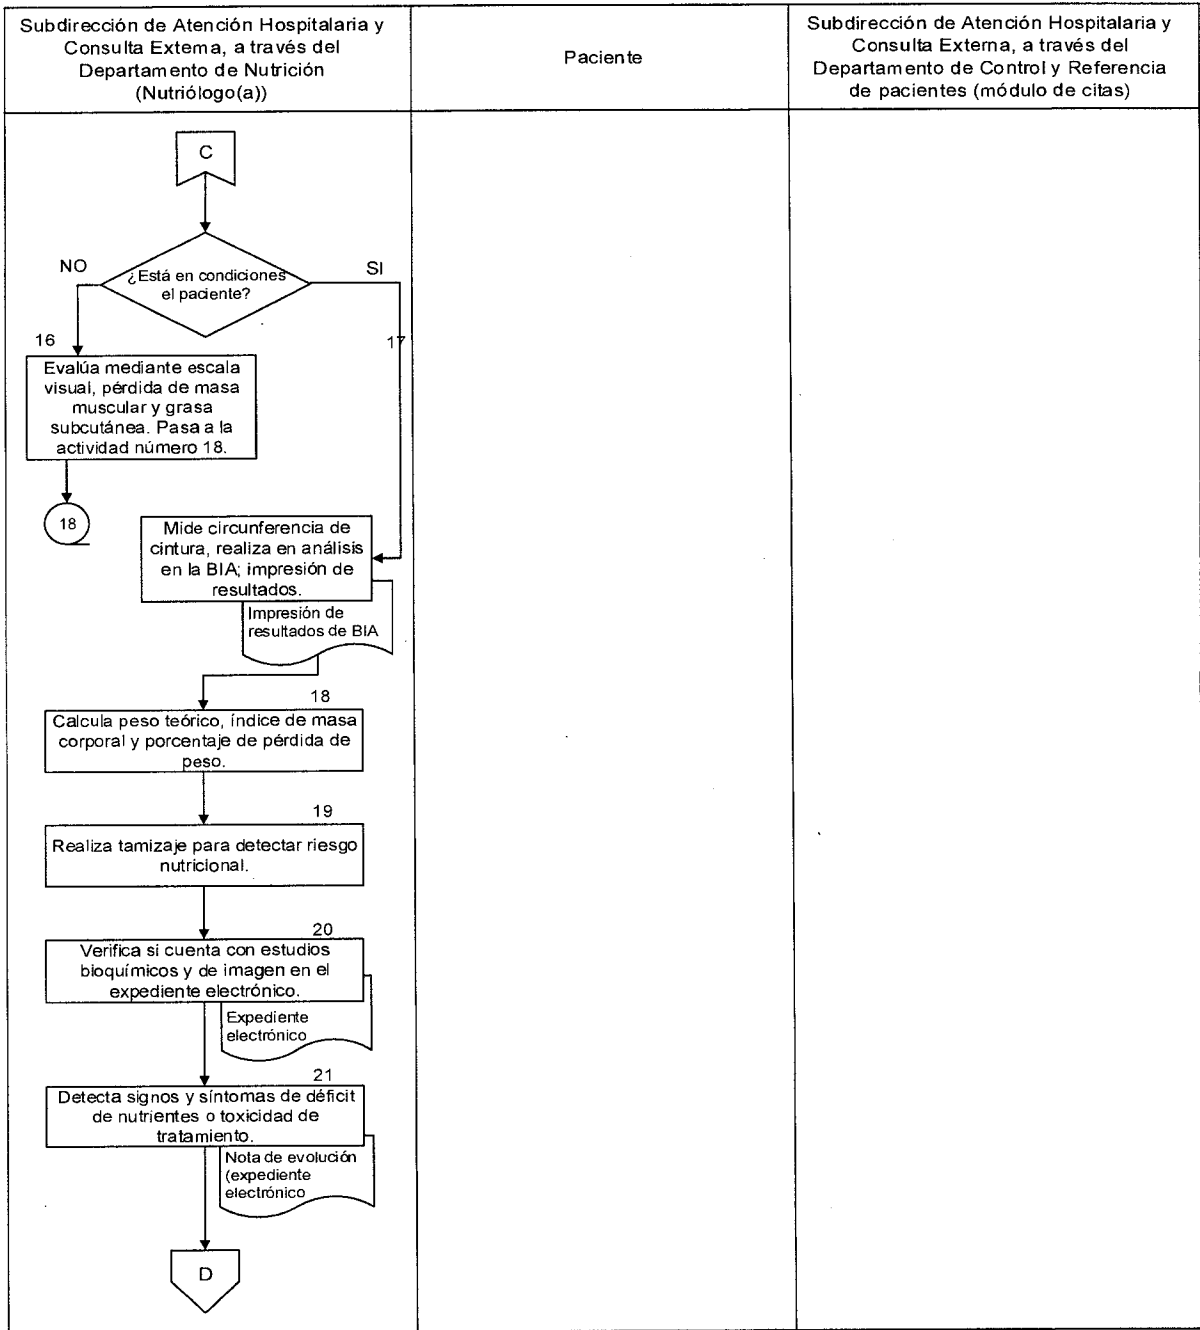 Subdirección de Atención Hospitalaria y
Consulta Externa, a través del
Departamento de Nutrición
(Nutriólogo(a))
Paciente
Subdirección de Atención Hospitalaria y
Consulta Externa, a través del
Departamento de Control y Referencia
de pacientes (módulo de citas)
C
¿Está en condiciones
el paciente?
NO
SI
16
17
Evalúa mediante escala
visual, pérdida de masa
muscular y grasa
subcutánea. Pasa a la
actividad número 18.
18
Mide circunferencia de
cintura, realiza en análisis
en la BIA; impresión de
resultados.
Impresión de
resultados de BIA
18
Calcula peso teórico, índice de masa
corporal y porcentaje de pérdida de
peso.
19
Realiza tamizaje para detectar riesgo
nutricional.
20
Verifica si cuenta con estudios
bioquímicos y de imagen en el
expediente electrónico.
Expediente
electrónico
21
Detecta signos y síntomas de déficit
de nutrientes o toxicidad de
tratamiento.
Nota de evolución
(expediente
electrónico
D